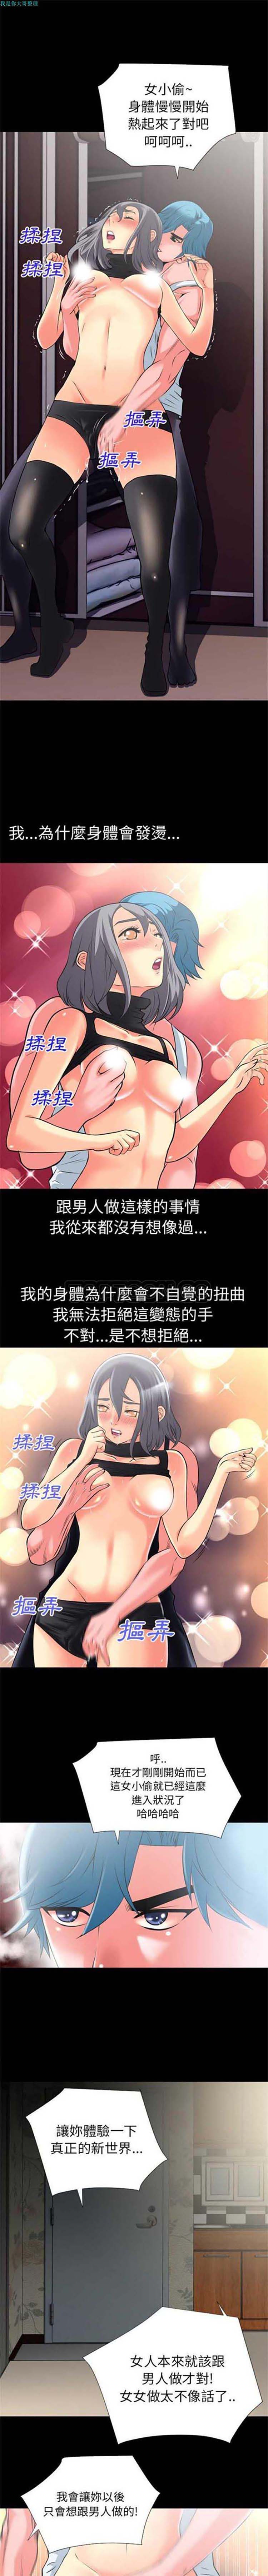 我是你大哥整理
女小偷~
身體慢慢開始
熱起來了對吧
呵呵呵..
揉捏
揉捏
摳弄
摳弄
我...為什麼身體會發燙...
揉捏
揉捏
跟男人做這樣的事情
我從來都沒有想像過...
我的身體為什麼會不自覺的扭曲
我無法拒絕這變態的手
不對...是不想拒絕...
揉捏
揉捏
摳弄
摳弄
呼..
現在才剛剛開始而已
這女小偷就已經這麼
進入狀況了
哈哈哈哈
讓妳體驗一下
真正的新世界...
女人本來就該跟
男人做才對!
女女做太不像話了..
我會讓妳以後
只會想跟男人做的!